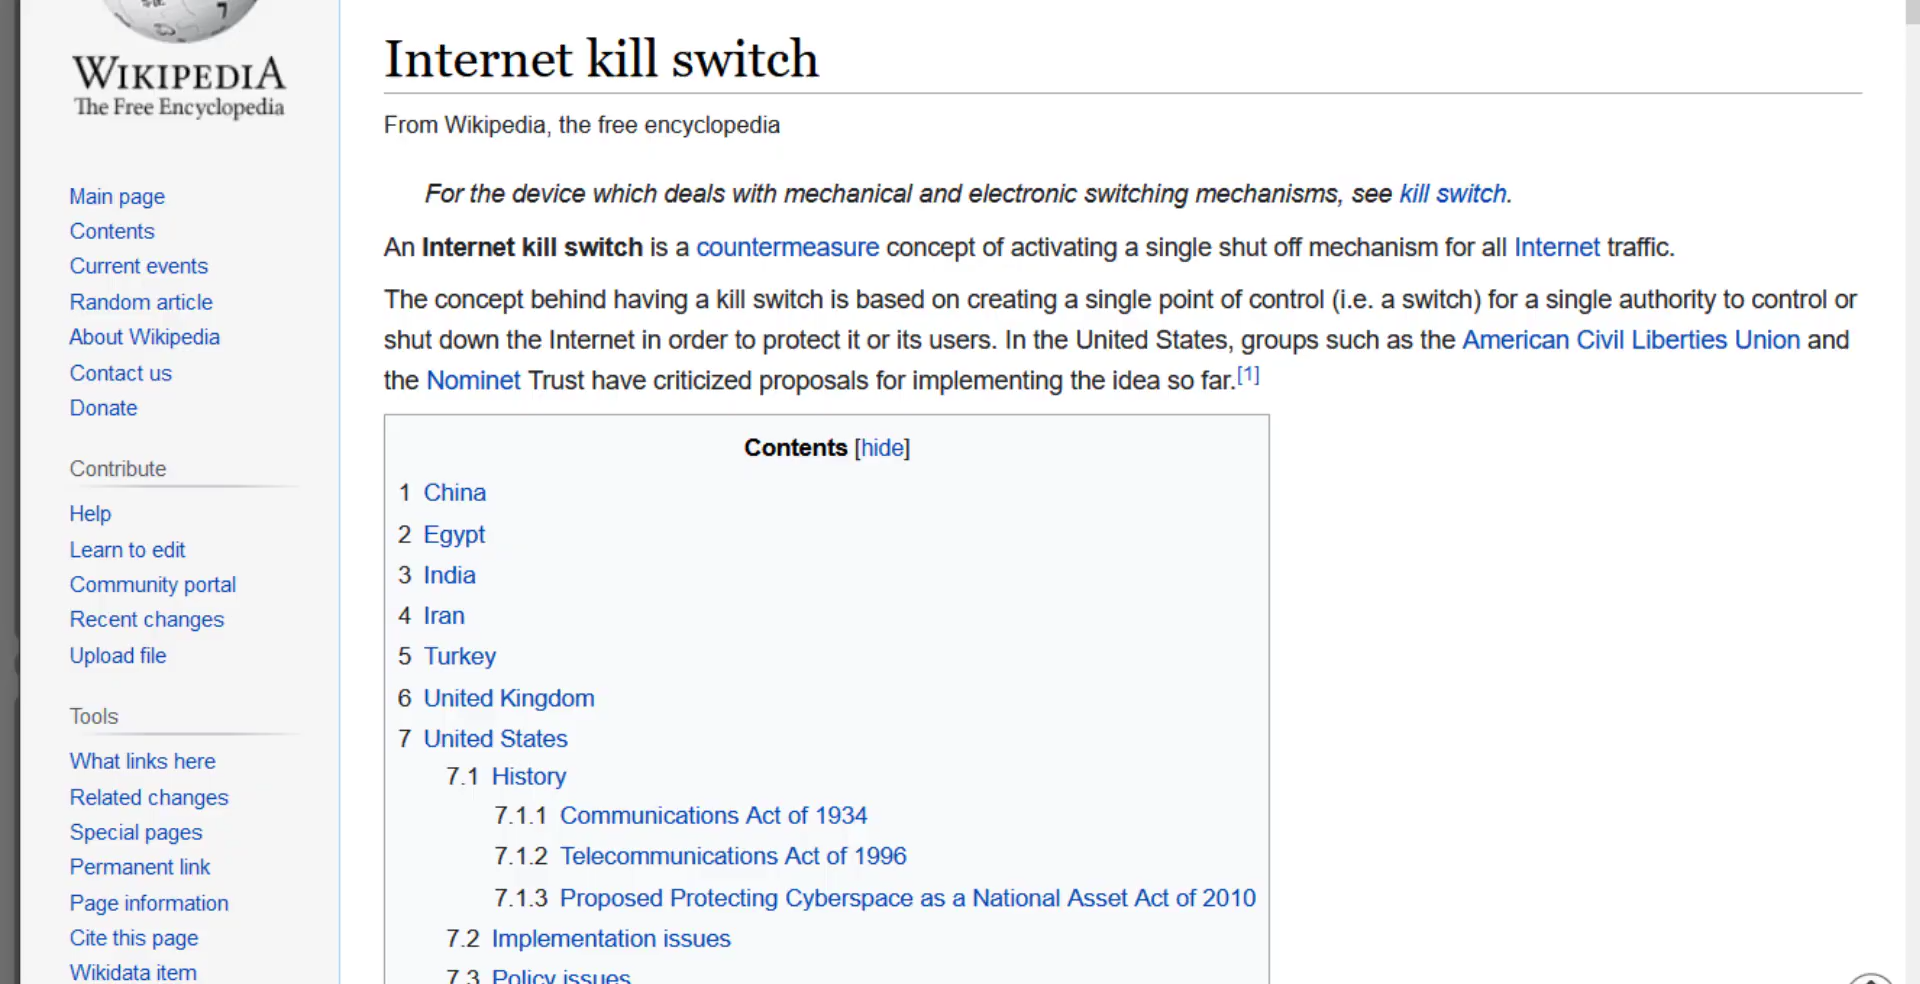 WIKIPEDIA
The Free Encyclopedia
Main page
Contents
Current events
Random article
About Wikipedia
Contact us
Donate
Contribute
Help
Learn to edit
Community portal
Recent changes
Upload file
Tools
What links here
Related changes
Special pages
Permanent link
Page information
Cite this page
Wikidata item
Internet kill switch
From Wikipedia, the free encyclopedia
For the device which deals with mechanical and electronic switching mechanisms, see kill switch.
An Internet kill switch is a countermeasure concept of activating a single shut off mechanism for all Internet traffic.
The concept behind having a kill switch is based on creating a single point of control (i.e. a switch) for a single authority to control or
shut down the Internet in order to protect it or its users. In the United States, groups such as the American Civil Liberties Union and
the Nominet Trust have criticized proposals for implementing the idea so far.[1]
Contents [hide]
1 China
2 Egypt
3 India
4 Iran
5 Turkey
6 United Kingdom
7 United States
7.1 History
7.1.1 Communications Act of 1934
7.1.2 Telecommunications Act of 1996
7.1.3 Proposed Protecting Cyberspace as a National Asset Act of 2010
7.2 Implementation issues
7.3 Policy issues